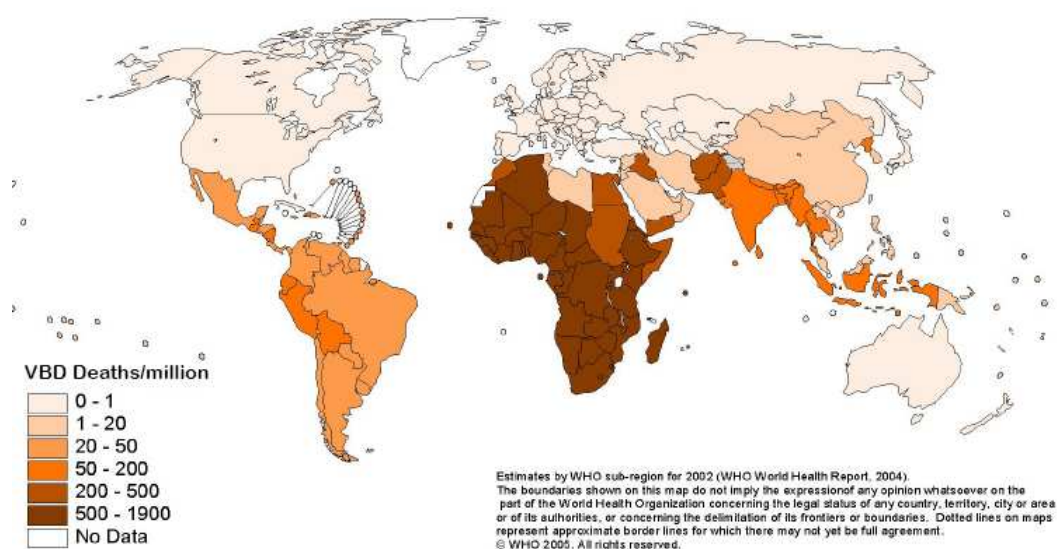 VBD Deaths/million
0 - 1
1 - 20
20 - 50
50 - 200
200 - 500
500 - 1900
No Data
Estimates by WHO sub-region for 2002 (WHO World Health Report, 2004).
The boundaries shown on this map do not imply the expressionof any opinion whatsoever on the
part of the World Health Organization concerning the legal status of any country, territory, city or area
or of its authorities, or concerning the delimitation of its frontiers or boundaries. Dotted lines on maps
represent approximate border lines for which there may not yet be full agreement.
© WHO 2005. All rights reserved.